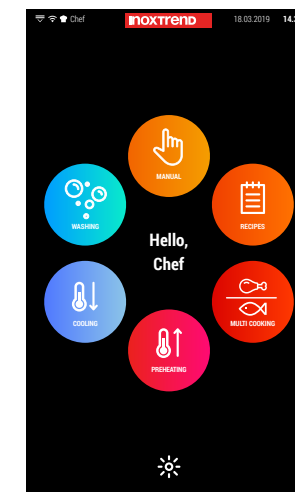 Chef INOXTREND 18.03.2019
MANUAL
WASHING
RECIPES
Hello,
Chef
COOLING
MULTI COOKING
PREHEATING